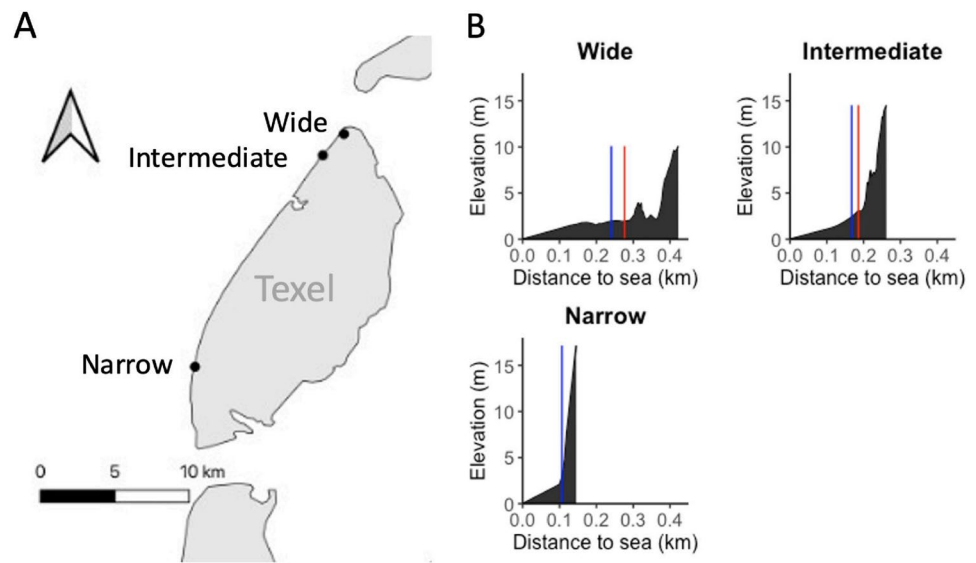 A
Wide
Intermediate
Texel
Narrow
0 5 10 km
B
Wide
Elevation (m)
15
10
5
0
0.0 0.1 0.2 0.3 0.4
Distance to sea (km)
Intermediate
Elevation (m)
15
10
5
0
0.0 0.1 0.2 0.3 0.4
Distance to sea (km)
Narrow
Elevation (m)
15
10
5
0
0.0 0.1 0.2 0.3 0.4
Distance to sea (km)